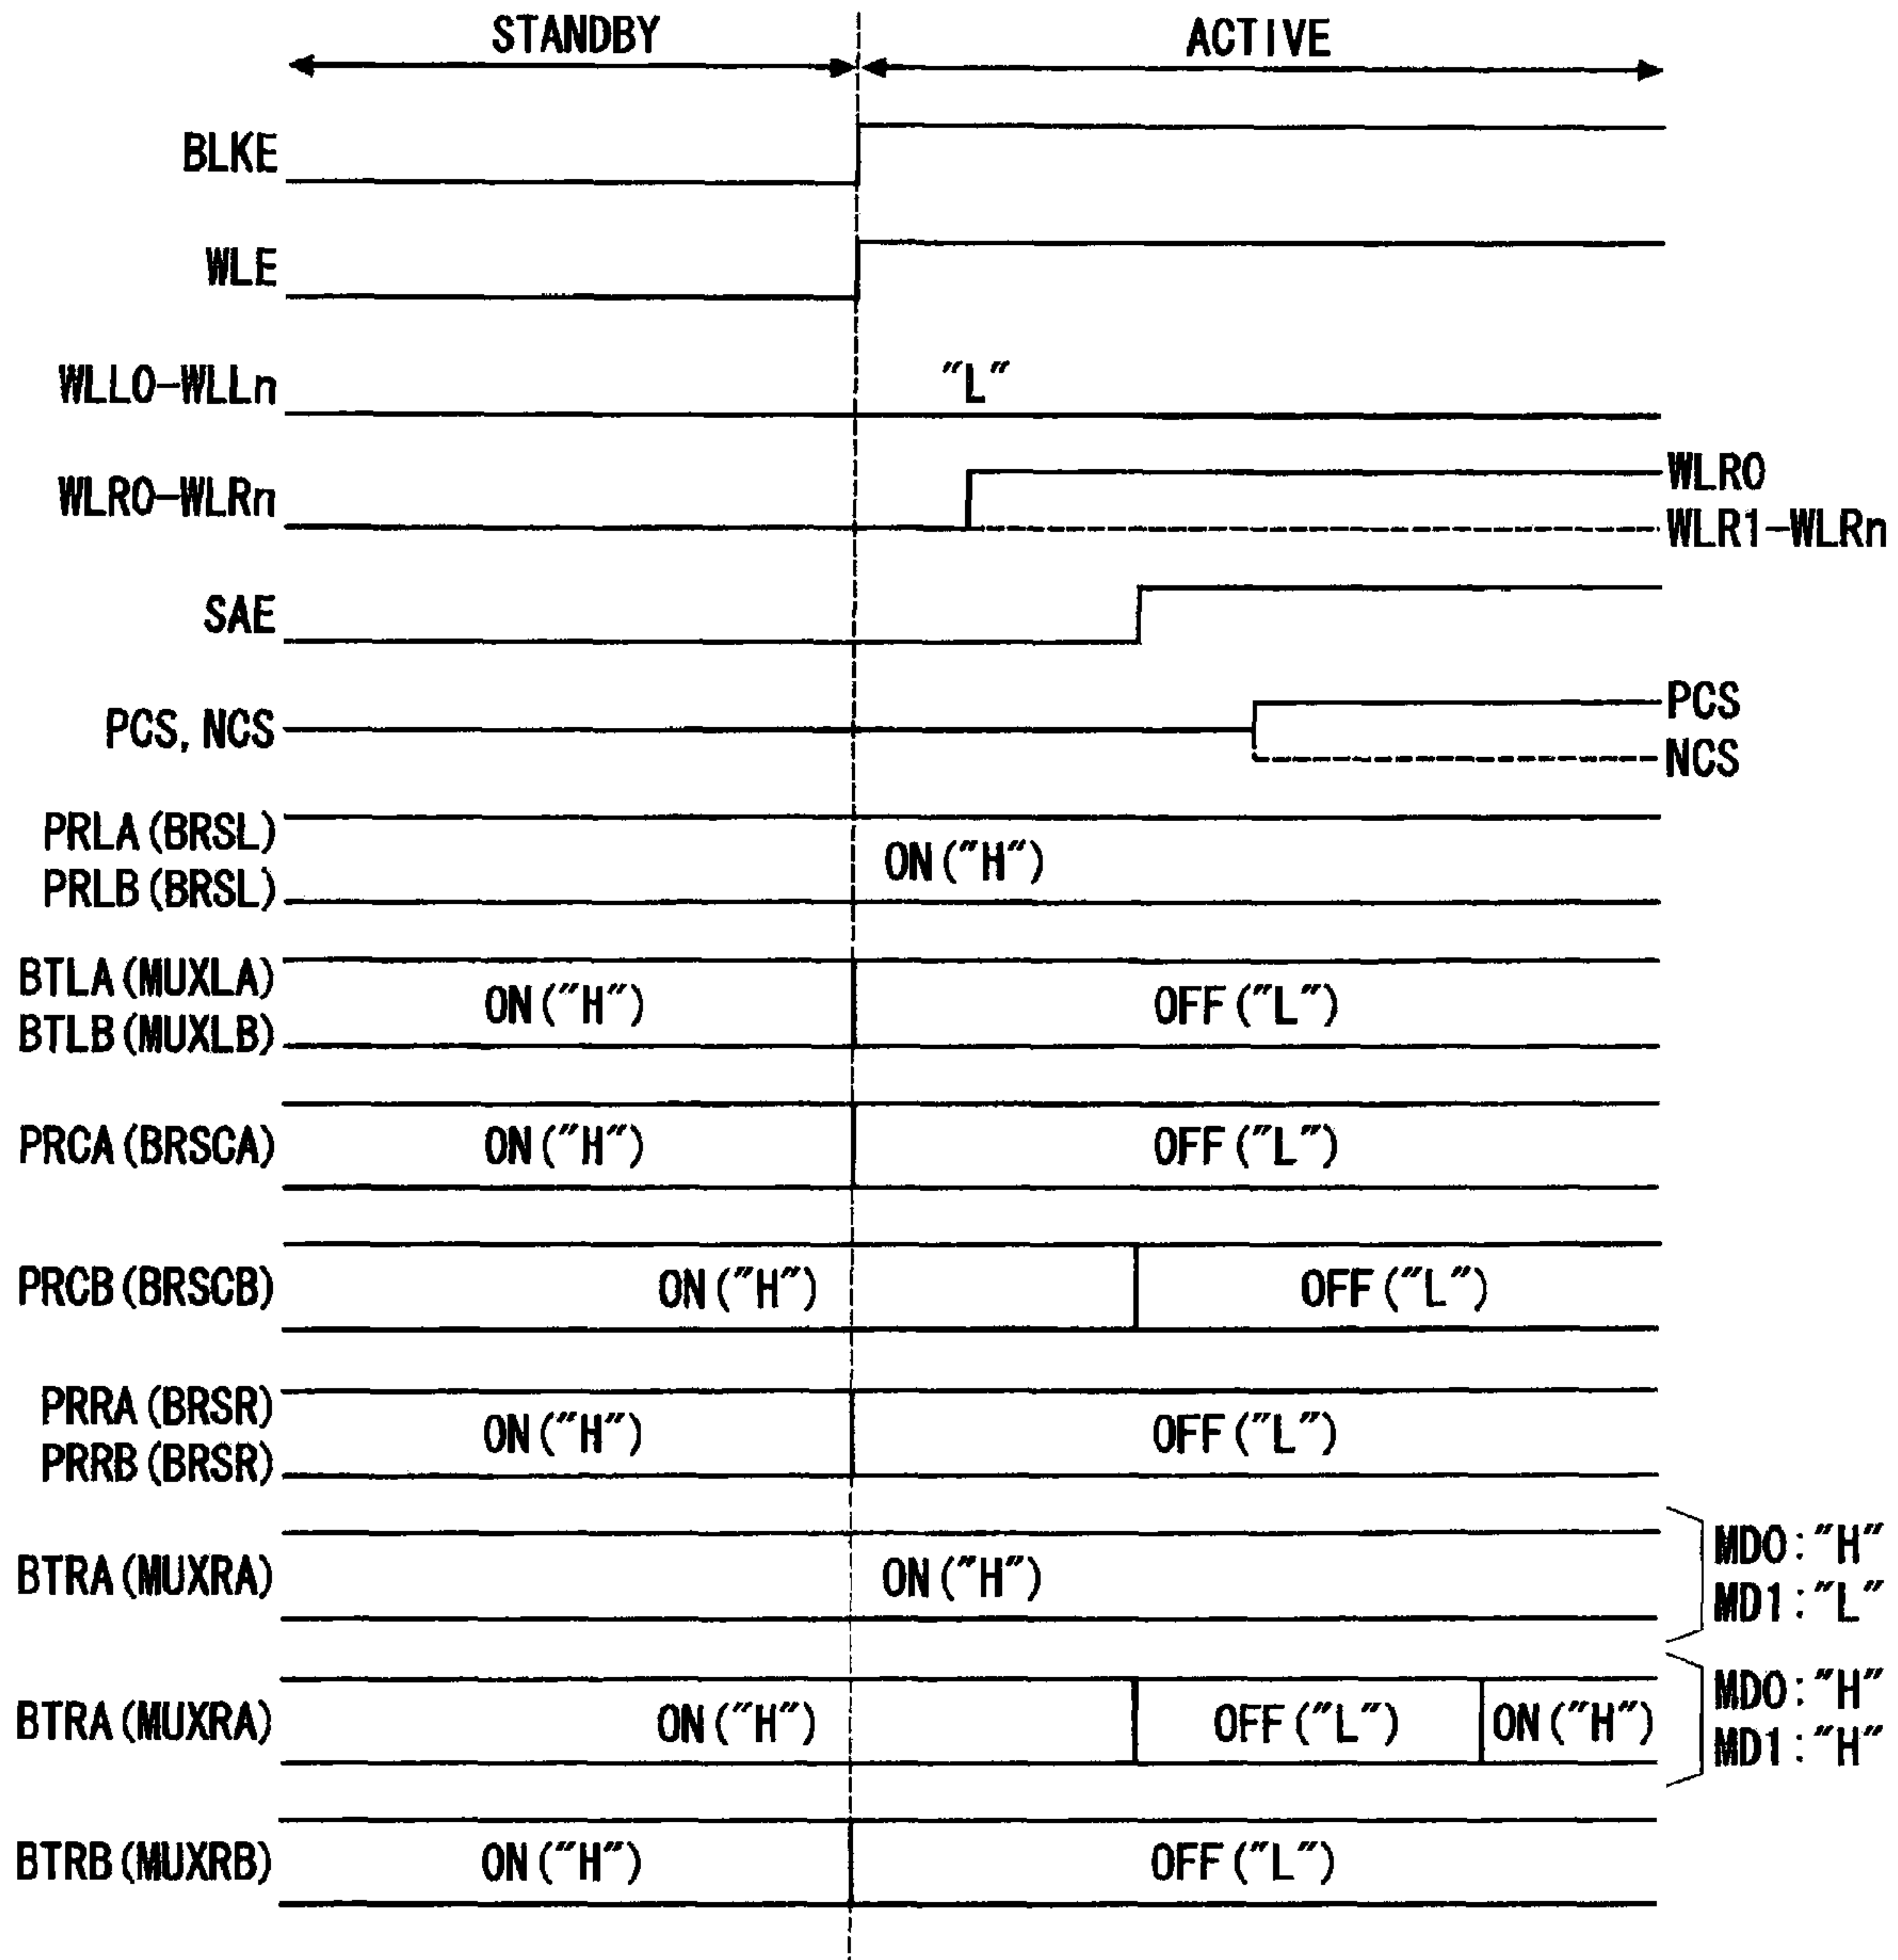 STANDBY ACTIVE
BLKE
WLE
WLL0-WLLn "L"
WLR0-WLRn WLR0
WLR1-WLRn
SAE
PCS, NCS PCS
NCS
PRLA(BRSL)
PRLB(BRSL) ON("H")
BTLA(MUXLA)
BTLB(MUXLB) ON("H") OFF("L")
PRCA(BRSCA) ON("H") OFF("L")
PRCB(BRSCB) ON("H") OFF("L")
PRRA(BRSR)
PRRB(BRSR) ON("H") OFF("L")
BTRA(MUXRA) ON("H") MD0:"H"
MD1:"L"
BTRA(MUXRA) ON("H") OFF("L") ON("H") MD0:"H"
MD1:"H"
BTRB(MUXRB) ON("H") OFF("L")